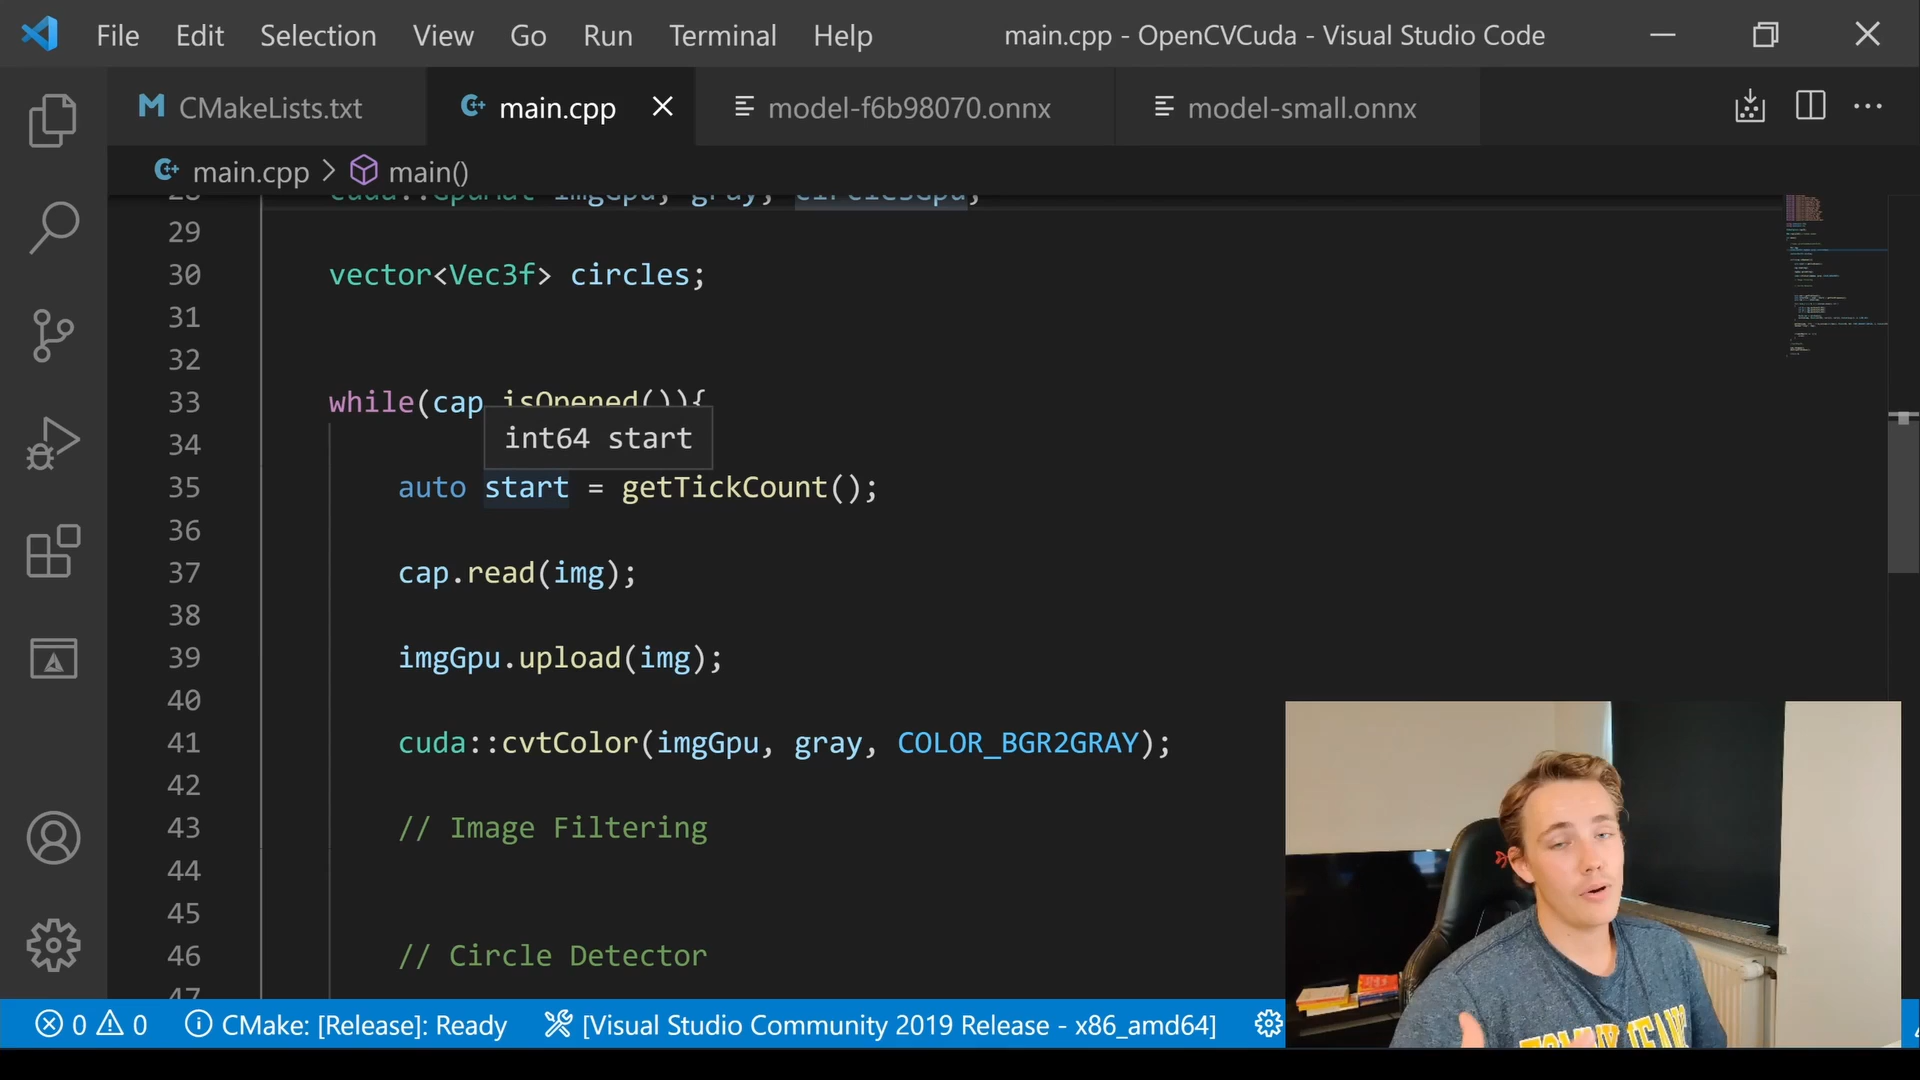 File Edit Selection View Go Run Terminal Help main.cpp - OpenCVCuda - Visual Studio Code
CMakeLists.txt main.cpp model-f6b98070.onnx model-small.onnx
main.cpp > main()
28 cuda::GpuMat imgGpu, gray, circlesGpu;
29
30 vector<Vec3f> circles;
31
32
33 while(cap.isOpened()){
34 int64 start
35 auto start = getTickCount();
36
37 cap.read(img);
38
39 imgGpu.upload(img);
40
41 cuda::cvtColor(imgGpu, gray, COLOR_BGR2GRAY);
42
43 // Image Filtering
44
45
46 // Circle Detector
47
0 0 CMake: [Release]: Ready [Visual Studio Community 2019 Release - x86_amd64]
TOMMY JEANS